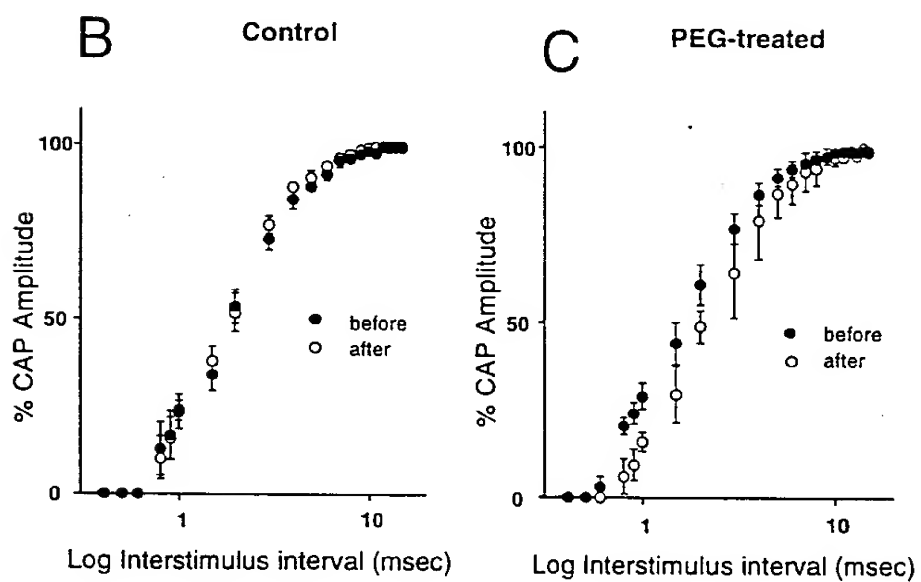 B
Control
% CAP Amplitude
100
50
0
before
after
1
10
Log Interstimulus interval (msec)
C
PEG-treated
% CAP Amplitude
100
50
0
before
after
1
10
Log Interstimulus interval (msec)